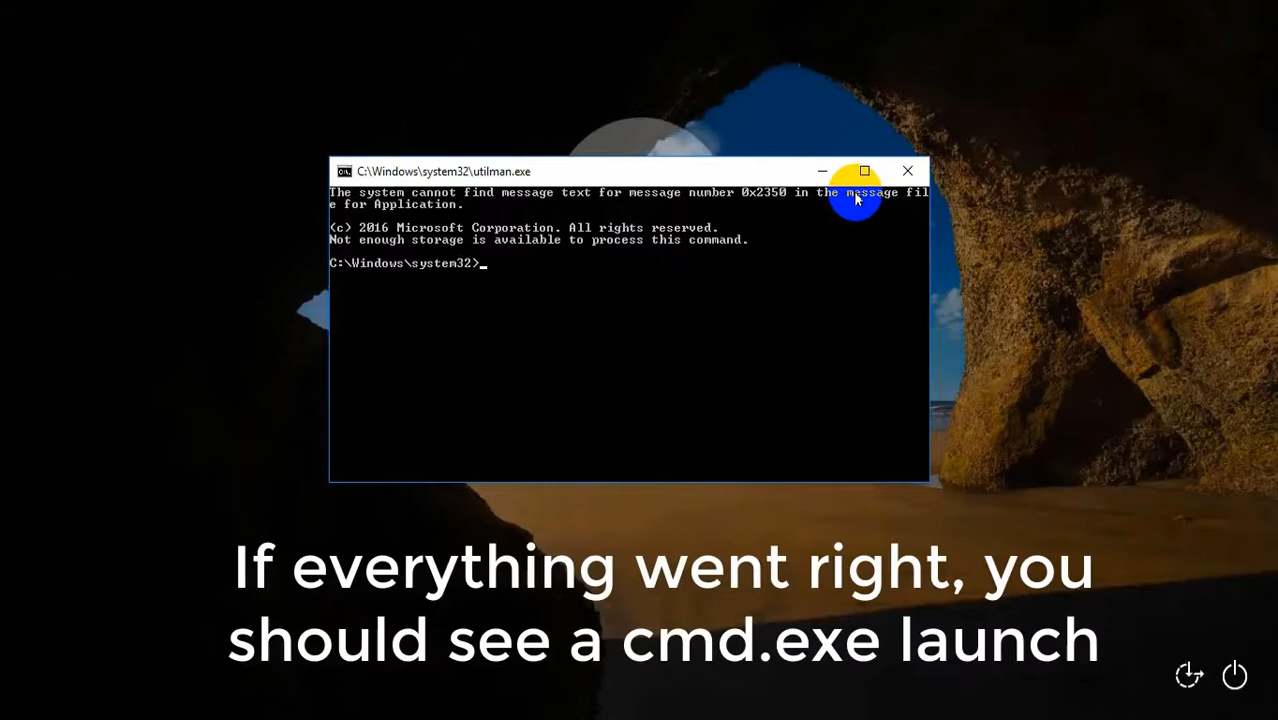 C:\Windows\system32\utilman.exe
The system cannot find message text for message number 0x2350 in the message fil
e for Application.
(c) 2016 Microsoft Corporation. All rights reserved.
Not enough storage is available to process this command.
C:\Windows\system32>_
If everything went right, you
should see a cmd.exe launch